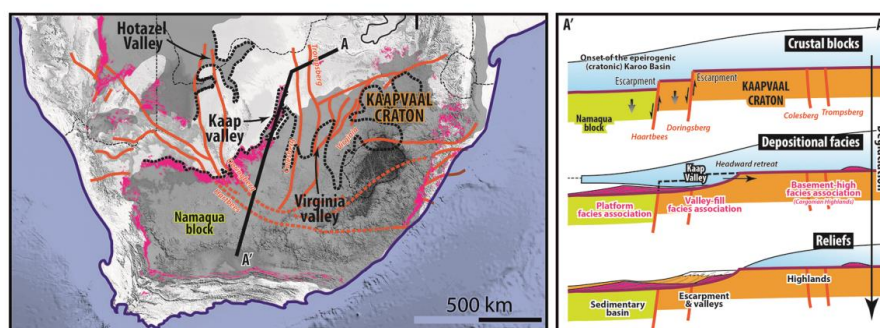 Hotazel
Valley
A
Trompsberg
Kaap
valley
KAAPVAAL
CRATON
Virginia
valley
Namaqua
block
A'
500 km
A'
A
Crustal blocks
Onset of the epeirogenic
(cratonic) Karoo Basin
Escarpment
Escarpment
KAAPVAAL
CRATON
Namaqua
block
Haartbees
Doringsberg
Colesberg
Trompsberg
Depositional facies
Kaap
Valley
Headward retreat
Platform
facies association
Valley-fill
facies association
Basement-high
facies association
(Cargonian Highlands)
Reliefs
Highlands
Escarpment
& valleys
Sedimentary
basin
Deglaciation